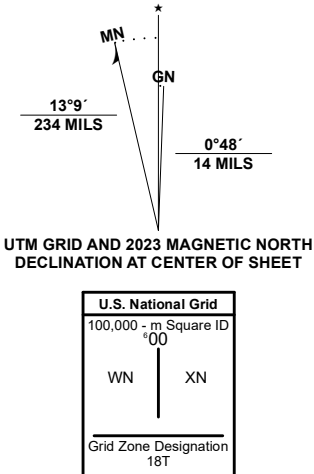 ★
MN
GN
13°9´
234 MILS
0°48´
14 MILS
UTM GRID AND 2023 MAGNETIC NORTH
DECLINATION AT CENTER OF SHEET
U.S. National Grid
100,000 - m Square ID
⁶00
WN XN
Grid Zone Designation
18T